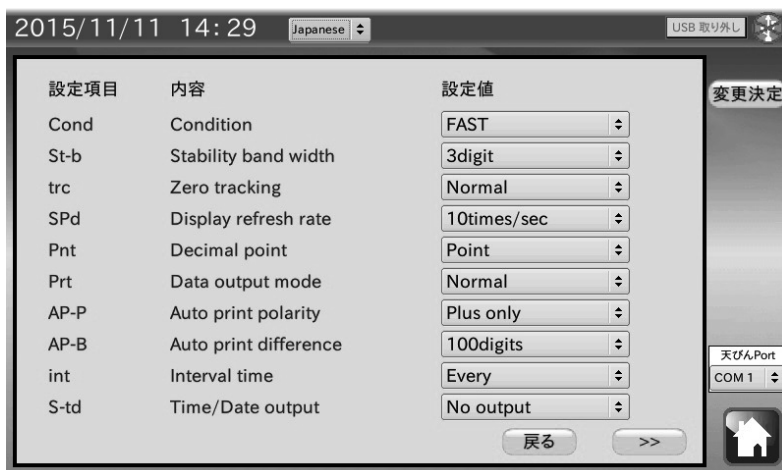 2015/11/11 14:29 Japanese USB 取り外し
設定項目 内容 設定値
変更決定
Cond Condition FAST
St-b Stability band width 3digit
trc Zero tracking Normal
SPd Display refresh rate 10times/sec
Pnt Decimal point Point
Prt Data output mode Normal
AP-P Auto print polarity Plus only
AP-B Auto print difference 100digits
天びんPort
int Interval time Every
COM 1
S-td Time/Date output No output
戻る >>